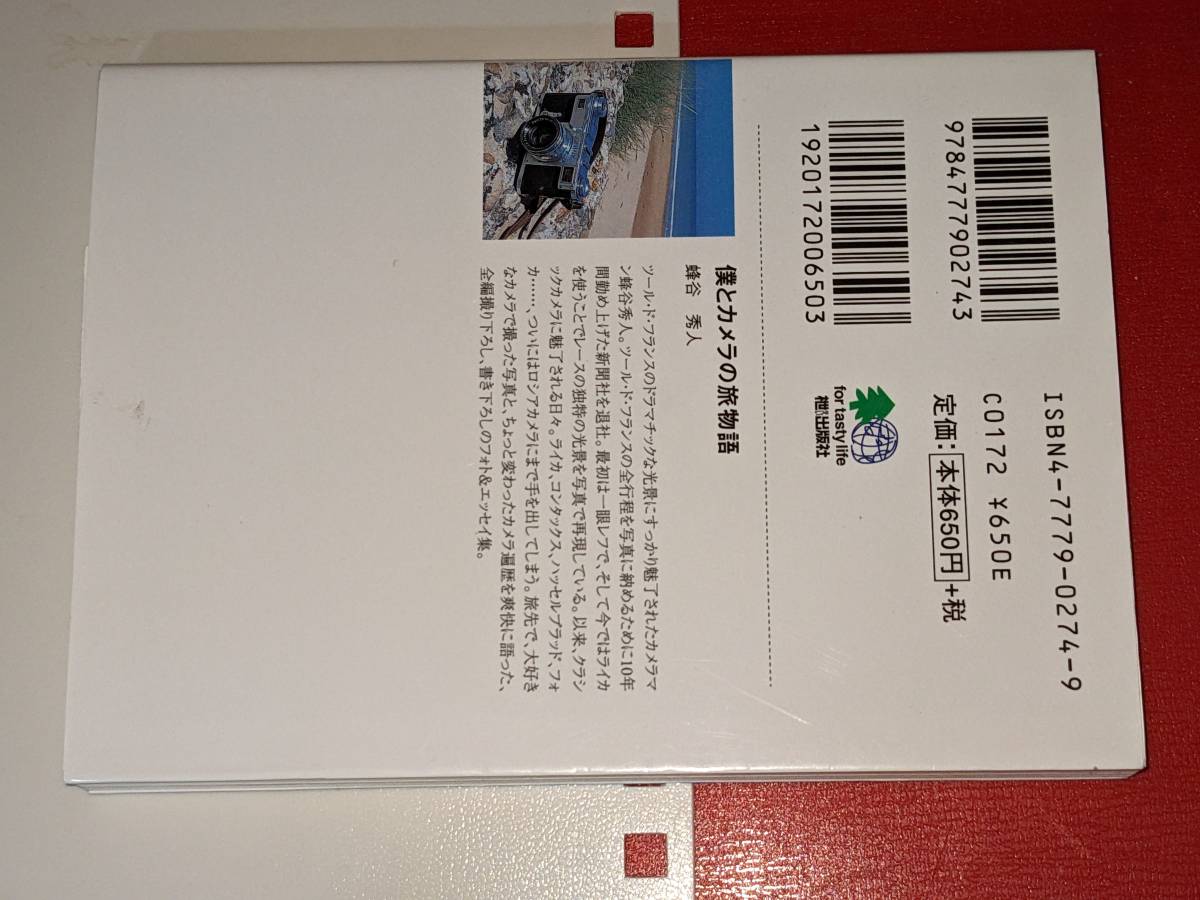 9784777902743
1920172006503
ISBN4-7779-0274-9
C0172 ¥650E
定価：本体650円+税
for tasty life
枻出版社
僕とカメラの旅物語
蜂谷 秀人
ツール・ド・フランスのドラマチックな光景にすっかり魅了されたカメラマ
ン蜂谷秀人。ツール・ド・フランスの全行程を写真に納めるために10年
間勤め上げた新聞社を退社。最初は一眼レフで、そして今ではライカ
を使うことでレースの独特の光景を写真で再現している。以来、クラシ
ックカメラに魅了される日々。ライカ、コンタックス、ハッセルブラッド、フォ
カ……、ついにはロシアカメラにまで手を出してしまう。旅先で、大好き
なカメラで撮った写真と、ちょっと変わったカメラ遍歴を爽快に語った、
全編撮り下ろし、書き下ろしのフォト&エッセイ集。